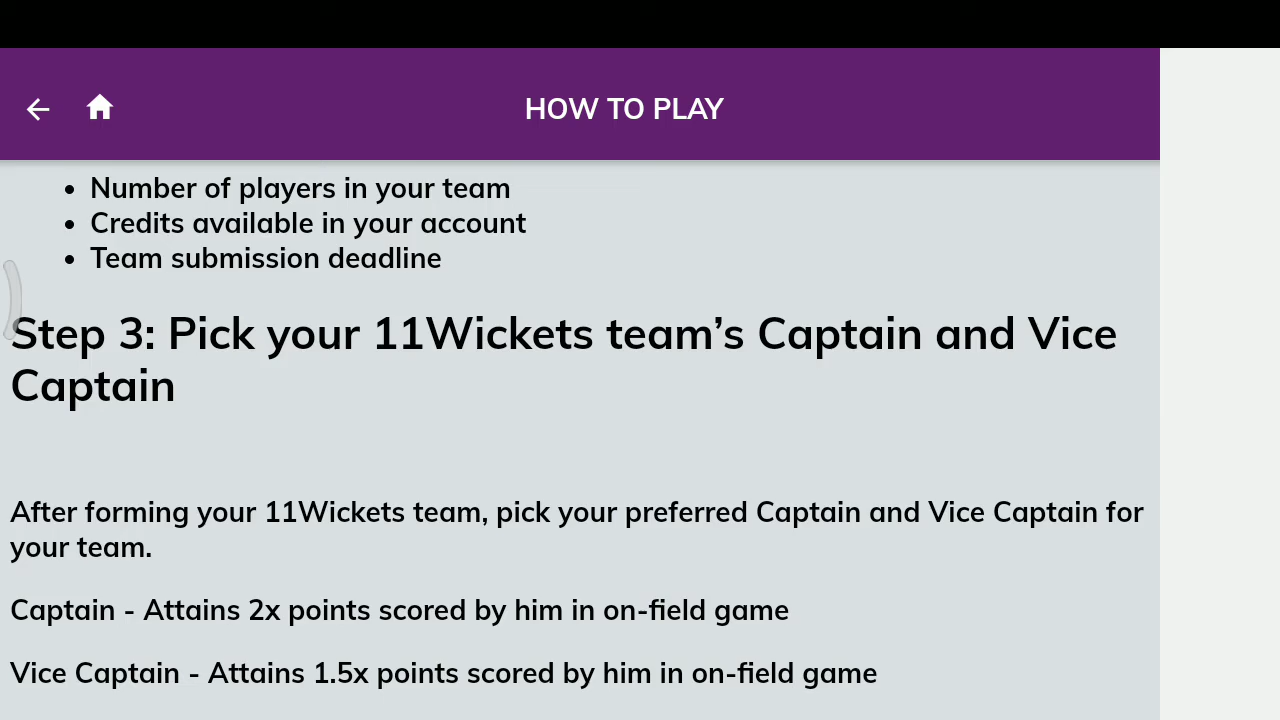 HOW TO PLAY
• Number of players in your team
• Credits available in your account
• Team submission deadline
Step 3: Pick your 11Wickets team’s Captain and Vice
Captain
After forming your 11Wickets team, pick your preferred Captain and Vice Captain for
your team.
Captain - Attains 2x points scored by him in on-field game
Vice Captain - Attains 1.5x points scored by him in on-field game